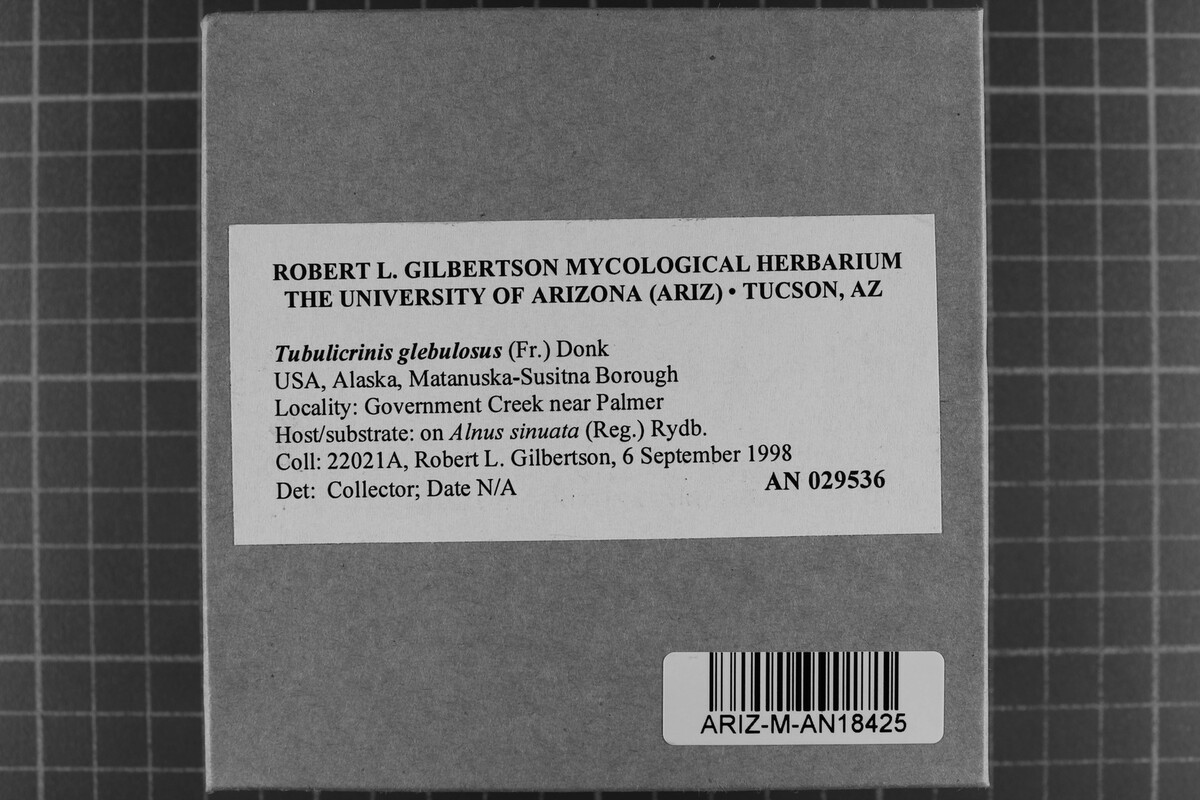 ROBERT L. GILBERTSON MYCOLOGICAL HERBARIUM
THE UNIVERSITY OF ARIZONA (ARIZ) • TUCSON, AZ
Tubulicrinis glebulosus (Fr.) Donk
USA, Alaska, Matanuska-Susitna Borough
Locality: Government Creek near Palmer
Host/substrate: on Alnus sinuata (Reg.) Rydb.
Coll: 22021A, Robert L. Gilbertson, 6 September 1998
Det: Collector; Date N/A
AN 029536
ARIZ-M-AN18425